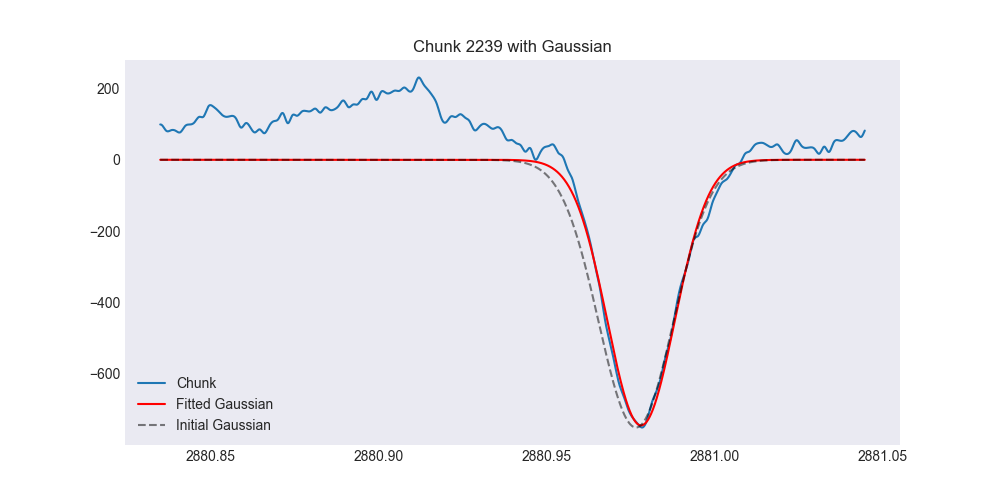 Chunk 2239 with Gaussian
200
0
−200
−400
−600
Chunk
Fitted Gaussian
Initial Gaussian
2880.85 2880.90 2880.95 2881.00 2881.05